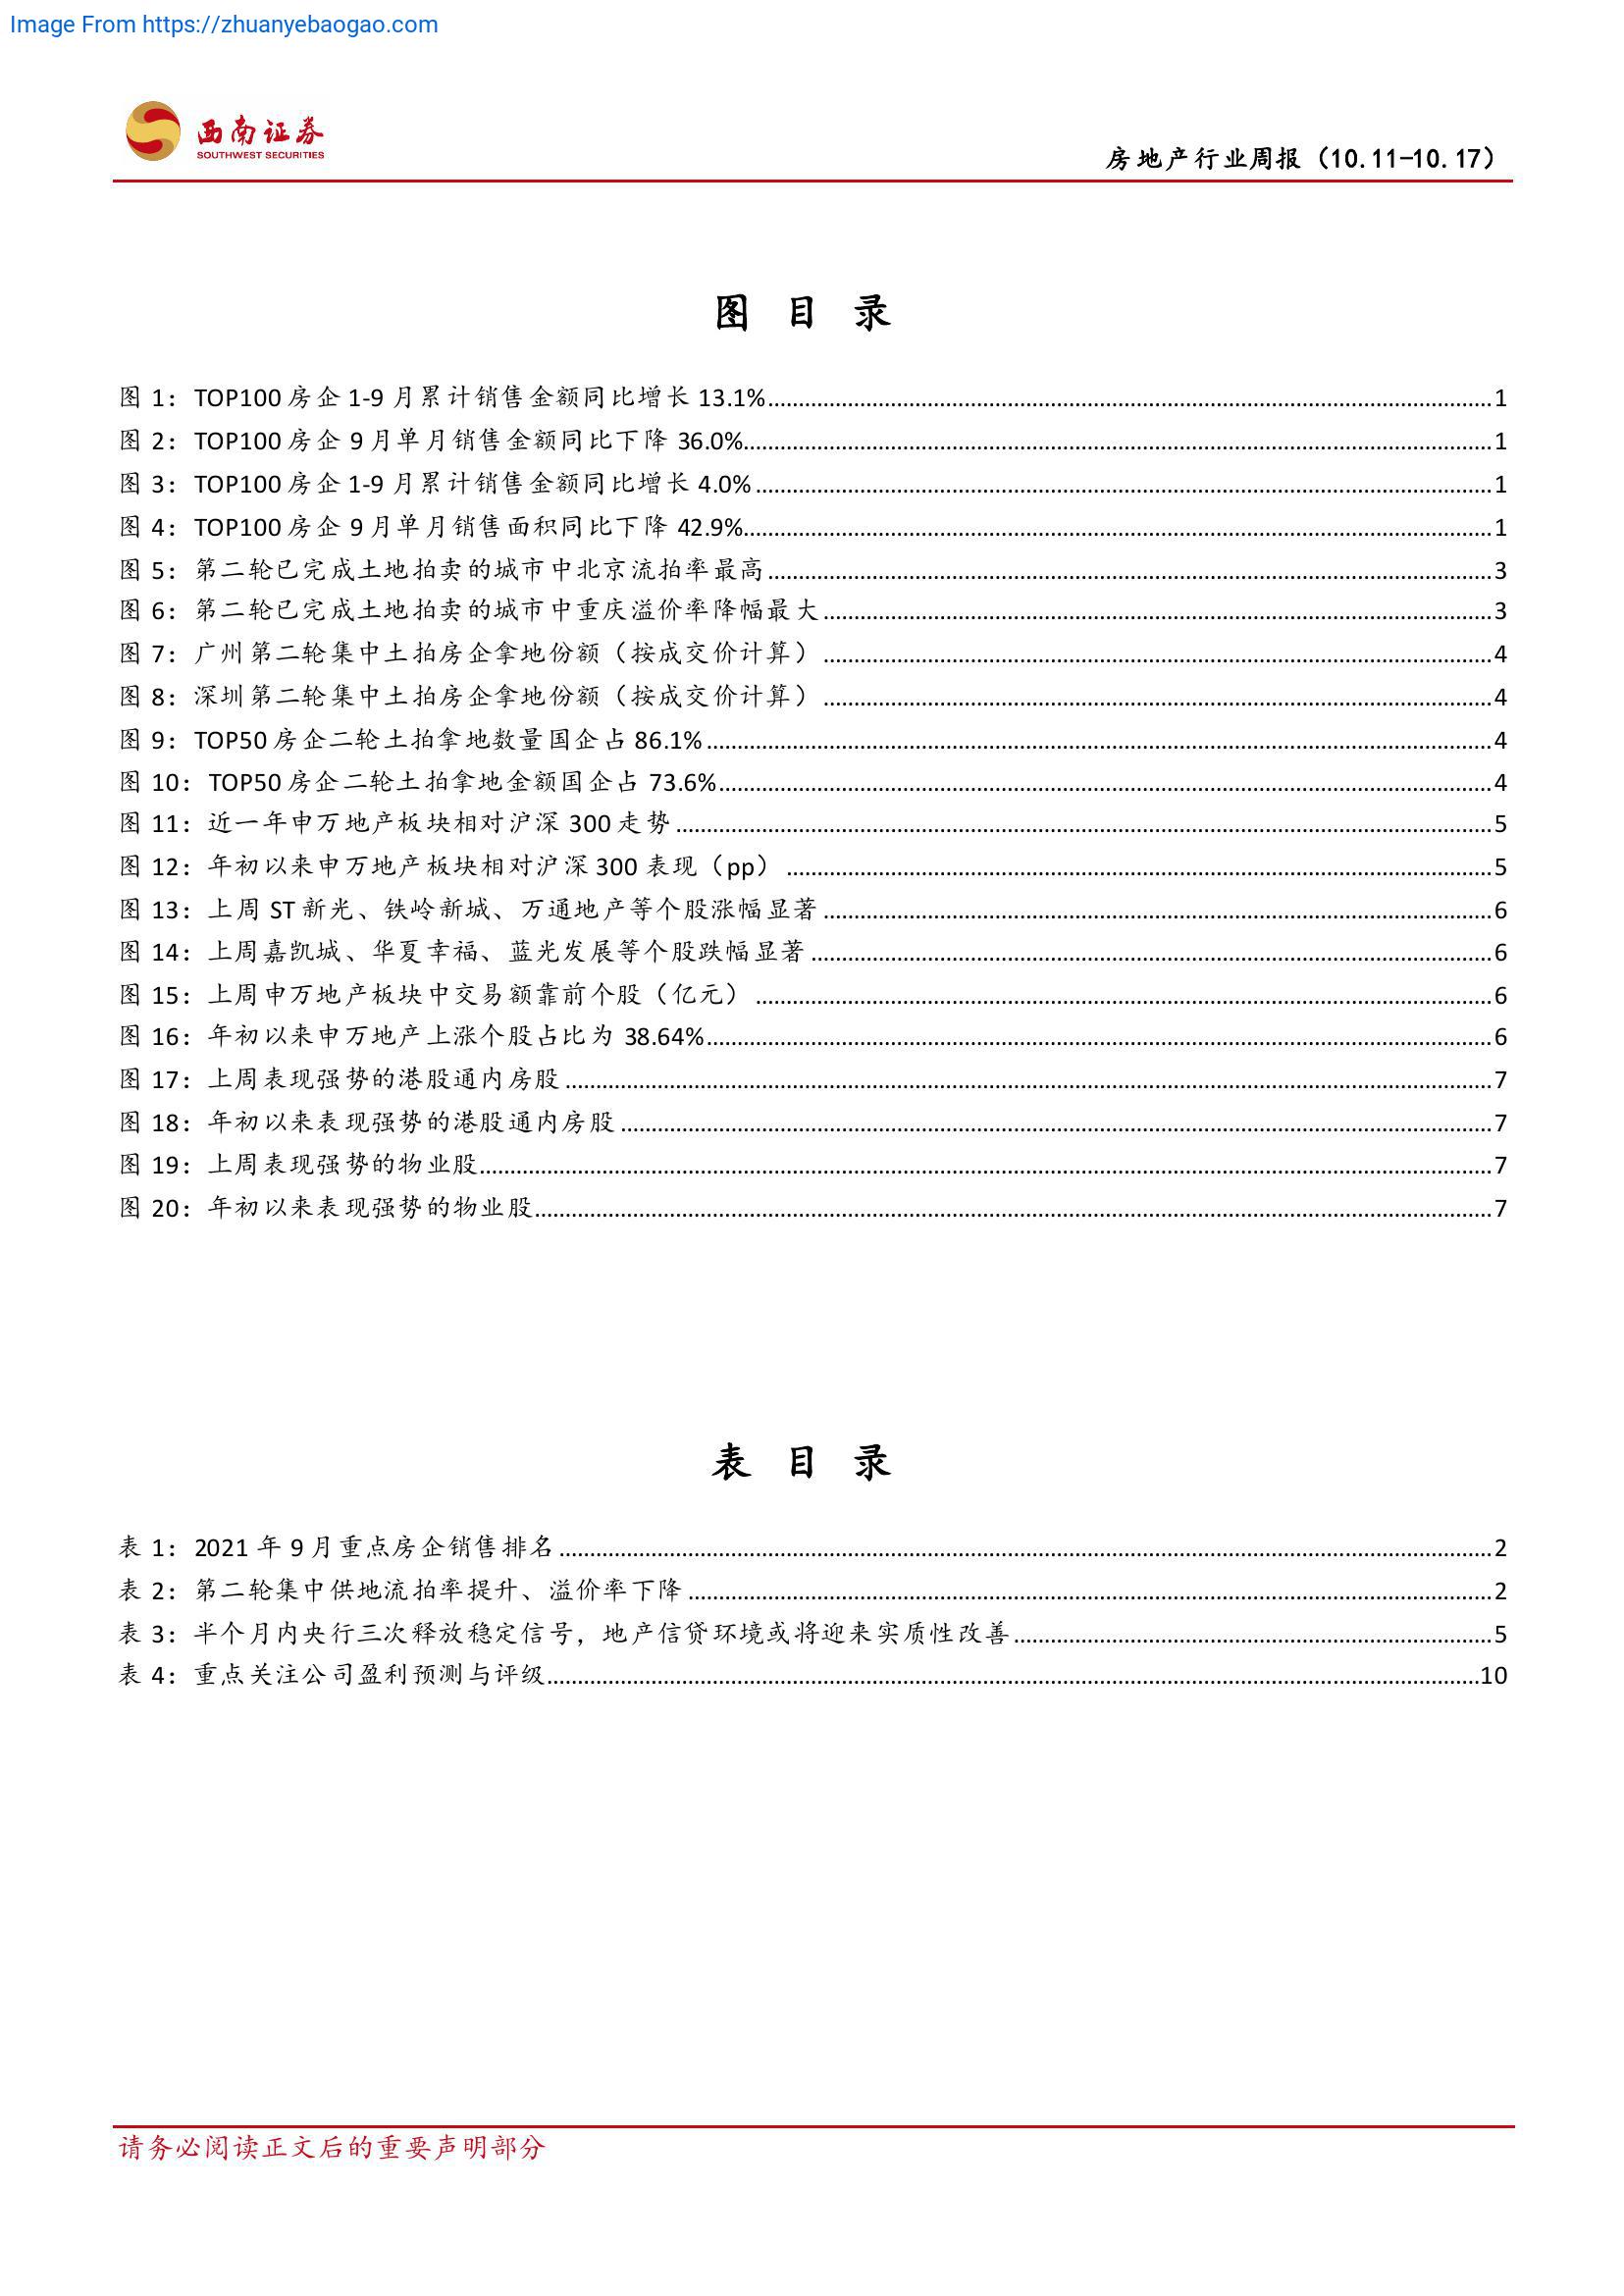 Image From https://zhuanyebaogao.com
西南证券
SOUTHWEST SECURITIES
房地产行业周报（10.11-10.17）
图 目 录
图 1：TOP100 房企 1-9 月累计销售金额同比增长 13.1%....................1
图 2：TOP100 房企 9 月单月销售金额同比下降 36.0%....................1
图 3：TOP100 房企 1-9 月累计销售金额同比增长 4.0%....................1
图 4：TOP100 房企 9 月单月销售面积同比下降 42.9%....................1
图 5：第二轮已完成土地拍卖的城市中北京流拍率最高....................3
图 6：第二轮已完成土地拍卖的城市中重庆溢价率降幅最大....................3
图 7：广州第二轮集中土拍房企拿地份额（按成交价计算）....................4
图 8：深圳第二轮集中土拍房企拿地份额（按成交价计算）....................4
图 9：TOP50 房企二轮土拍拿地数量国企占 86.1%....................4
图 10：TOP50 房企二轮土拍拿地金额国企占 73.6%....................4
图 11：近一年申万地产板块相对沪深 300 走势....................5
图 12：年初以来申万地产板块相对沪深 300 表现（pp）....................5
图 13：上周 ST 新光、铁岭新城、万通地产等个股涨幅显著....................6
图 14：上周嘉凯城、华夏幸福、蓝光发展等个股跌幅显著....................6
图 15：上周申万地产板块中交易额靠前个股（亿元）....................6
图 16：年初以来申万地产上涨个股占比为 38.64%....................6
图 17：上周表现强势的港股通内房股....................7
图 18：年初以来表现强势的港股通内房股....................7
图 19：上周表现强势的物业股....................7
图 20：年初以来表现强势的物业股....................7
表 目 录
表 1：2021 年 9 月重点房企销售排名....................2
表 2：第二轮集中供地流拍率提升、溢价率下降....................2
表 3：半个月内央行三次释放稳定信号，地产信贷环境或将迎来实质性改善....................5
表 4：重点关注公司盈利预测与评级....................10
请务必阅读正文后的重要声明部分